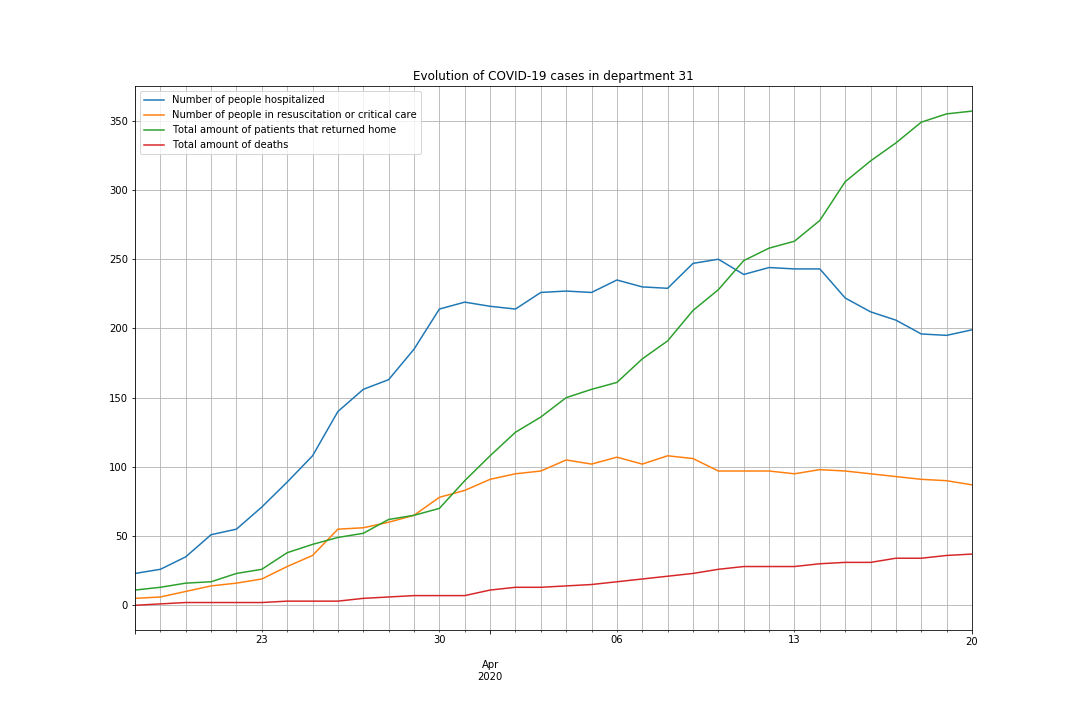 Evolution of COVID-19 cases in department 31
Number of people hospitalized
Number of people in resuscitation or critical care
Total amount of patients that returned home
Total amount of deaths
350
300
250
200
150
100
50
0
23
30
06
13
20
Apr
2020